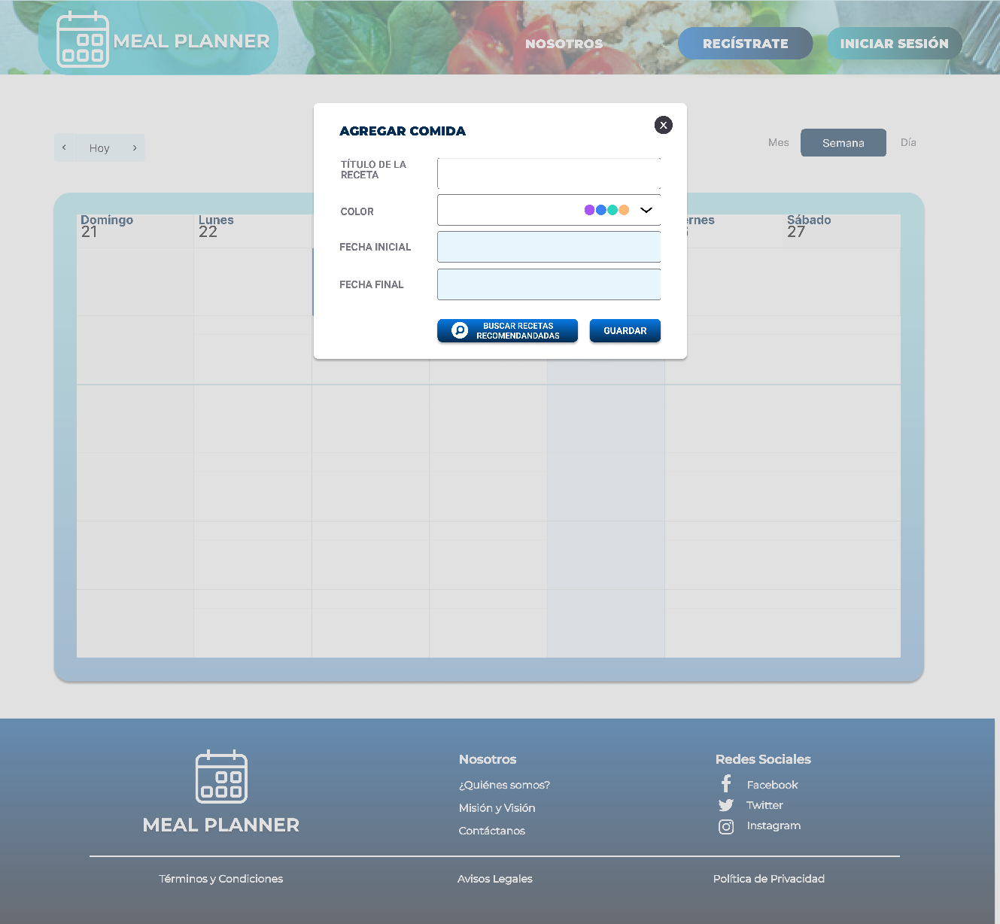 MEAL PLANNER
NOSOTROS
REGÍSTRATE
INICIAR SESIÓN
AGREGAR COMIDA
X
Hoy
Mes
Semana
Día
TÍTULO DE LA
RECETA
COLOR
FECHA INICIAL
FECHA FINAL
BUSCAR RECETAS
RECOMENDANDADAS
GUARDAR
Domingo
21
Lunes
22
ernes
Sábado
27
MEAL PLANNER
Nosotros
¿Quiénes somos?
Misión y Visión
Contáctanos
Redes Sociales
Facebook
Twitter
Instagram
Términos y Condiciones
Avisos Legales
Política de Privacidad